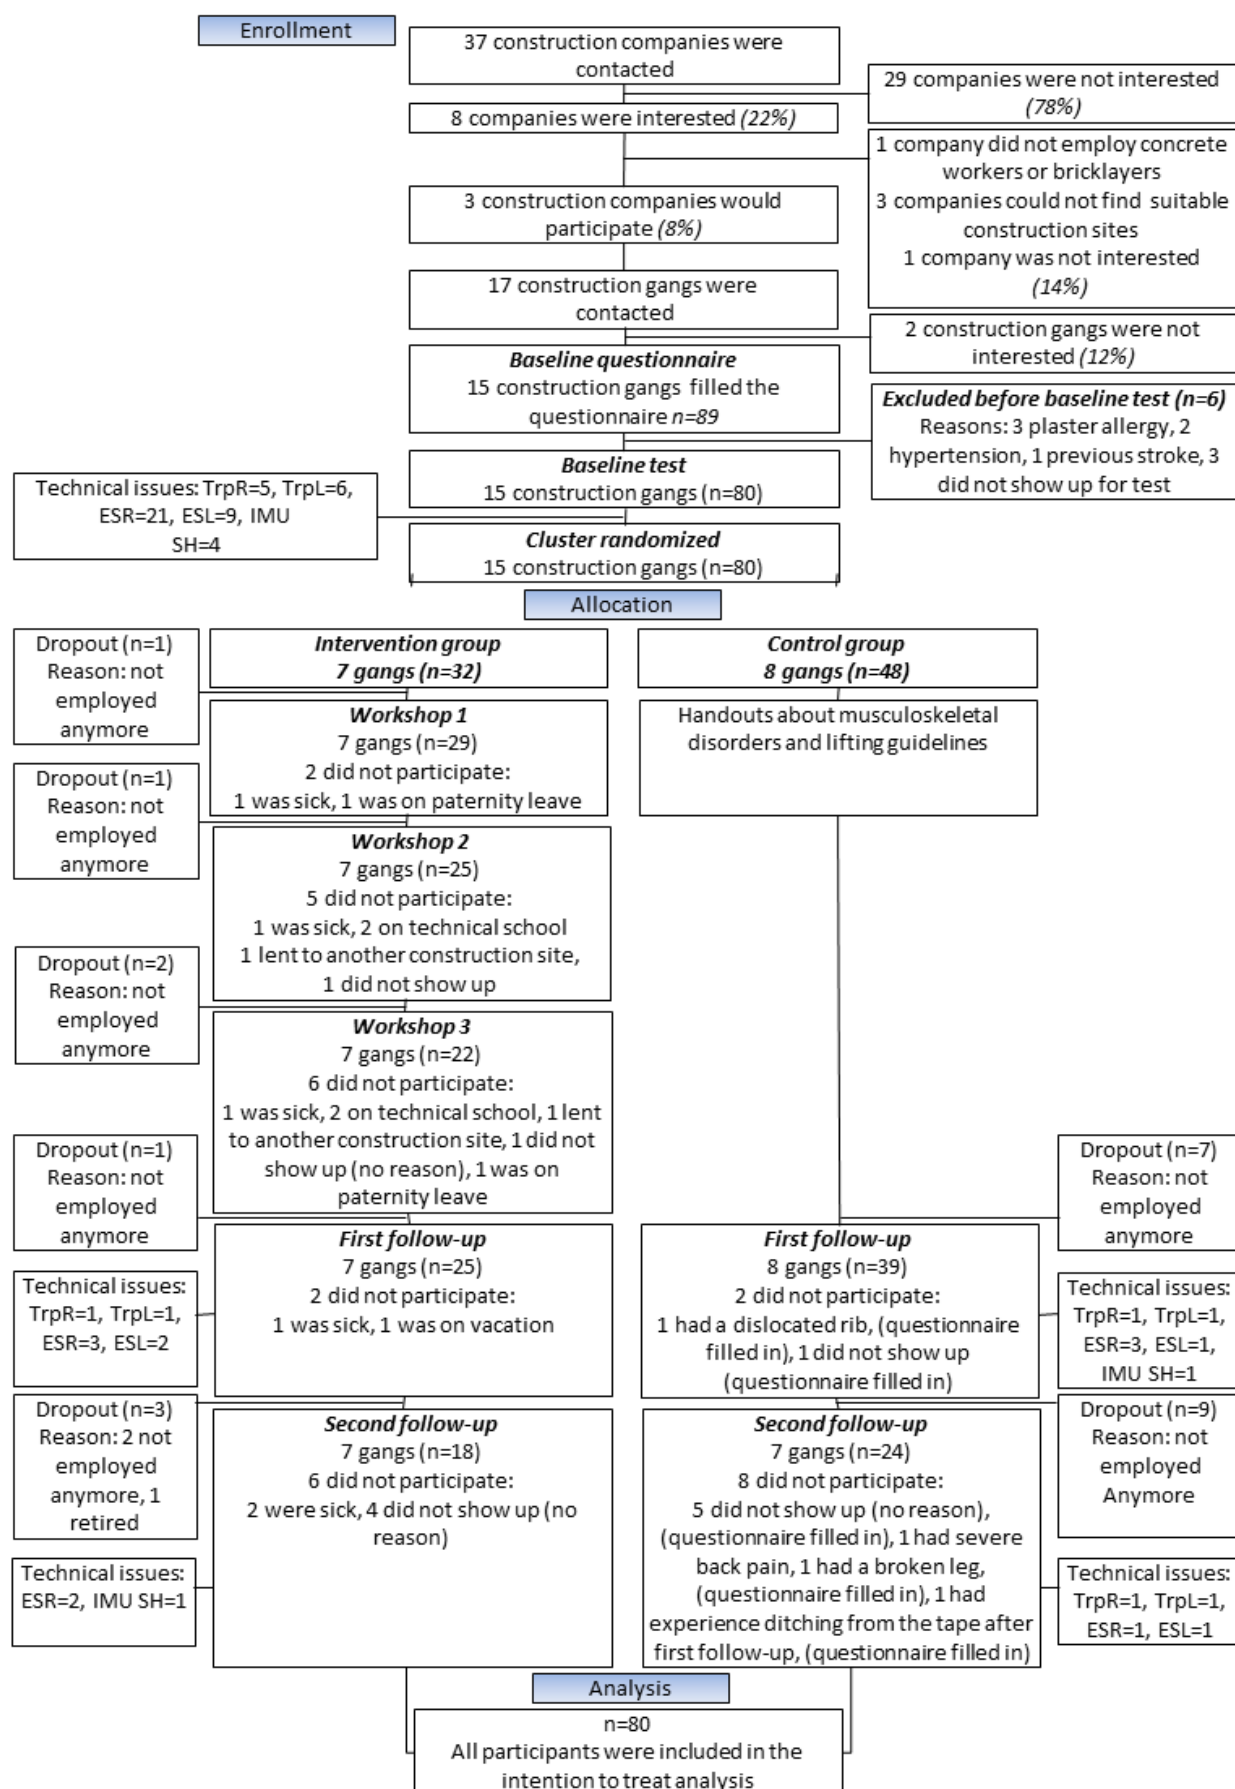 Enrollment
37 construction companies were
contacted
29 companies were not interested
(78%)
8 companies were interested (22%)
1 company did not employ concrete
workers or bricklayers
3 companies could not find suitable
construction sites
1 company was not interested
(14%)
3 construction companies would
participate (8%)
17 construction gangs were
contacted
2 construction gangs were not
interested (12%)
Baseline questionnaire
15 construction gangs filled the
questionnaire n=89
Excluded before baseline test (n=6)
Reasons: 3 plaster allergy, 2
hypertension, 1 previous stroke, 3
did not show up for test
Baseline test
15 construction gangs (n=80)
Technical issues: TrpR=5, TrpL=6,
ESR=21, ESL=9, IMU
SH=4
Cluster randomized
15 construction gangs (n=80)
Allocation
Dropout (n=1)
Reason: not
employed
anymore
Intervention group
7 gangs (n=32)
Control group
8 gangs (n=48)
Workshop 1
7 gangs (n=29)
2 did not participate:
1 was sick, 1 was on paternity leave
Handouts about musculoskeletal
disorders and lifting guidelines
Dropout (n=1)
Reason: not
employed
anymore
Workshop 2
7 gangs (n=25)
5 did not participate:
1 was sick, 2 on technical school
1 lent to another construction site,
1 did not show up
Dropout (n=2)
Reason: not
employed
anymore
Workshop 3
7 gangs (n=22)
6 did not participate:
1 was sick, 2 on technical school, 1 lent
to another construction site, 1 did not
show up (no reason), 1 was on
paternity leave
Dropout (n=1)
Reason: not
employed
anymore
Dropout (n=7)
Reason: not
employed
anymore
First follow-up
7 gangs (n=25)
2 did not participate:
1 was sick, 1 was on vacation
First follow-up
8 gangs (n=39)
2 did not participate:
1 had a dislocated rib, (questionnaire
filled in), 1 did not show up
(questionnaire filled in)
Technical issues:
TrpR=1, TrpL=1,
ESR=3, ESL=2
Technical issues:
TrpR=1, TrpL=1,
ESR=3, ESL=1,
IMU SH=1
Dropout (n=3)
Reason: 2 not
employed
anymore, 1
retired
Dropout (n=9)
Reason: not
employed
Anymore
Second follow-up
7 gangs (n=18)
6 did not participate:
2 were sick, 4 did not show up (no
reason)
Second follow-up
7 gangs (n=24)
8 did not participate:
5 did not show up (no reason),
(questionnaire filled in), 1 had severe
back pain, 1 had a broken leg,
(questionnaire filled in), 1 had
experience ditching from the tape after
first follow-up, (questionnaire filled in)
Technical issues:
ESR=2, IMU SH=1
Technical issues:
TrpR=1, TrpL=1,
ESR=1, ESL=1
Analysis
n=80
All participants were included in the
intention to treat analysis